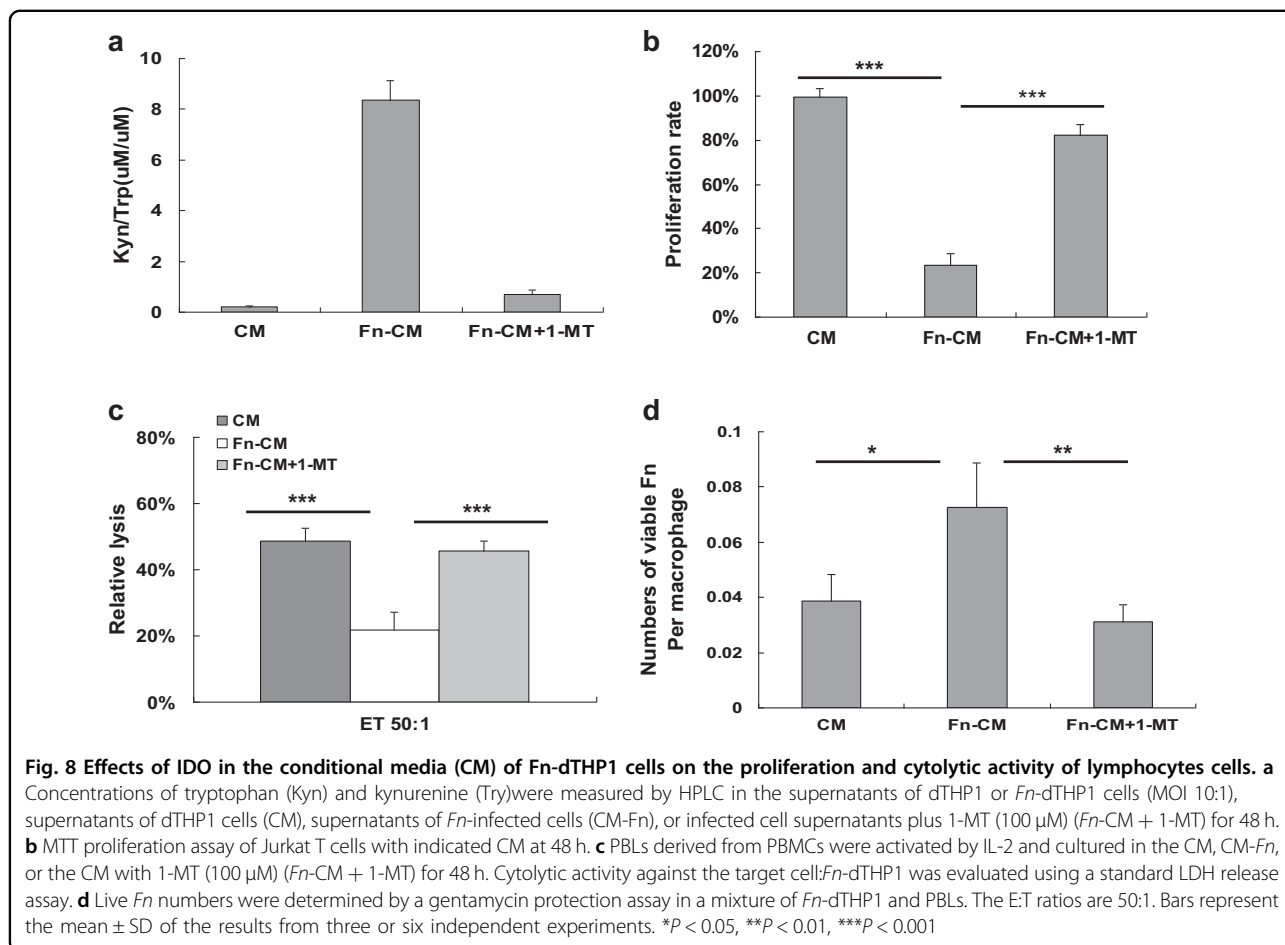 a
Kyn/Trp(uM/uM)
10
8
6
4
2
0
CM Fn-CM Fn-CM+1-MT
b
Proliferation rate
120%
100%
80%
60%
40%
20%
0%
***
***
CM Fn-CM Fn-CM+1-MT
c
CM
Fn-CM
Fn-CM+1-MT
Relative lysis
80%
60%
40%
20%
0%
***
***
ET 50:1
d
Numbers of viable Fn
Per macrophage
0.1
0.08
0.06
0.04
0.02
0
*
**
CM Fn-CM Fn-CM+1-MT
Fig. 8 Effects of IDO in the conditional media (CM) of Fn-dTHP1 cells on the proliferation and cytolytic activity of lymphocytes cells. a
Concentrations of tryptophan (Kyn) and kynurenine (Try)were measured by HPLC in the supernatants of dTHP1 or Fn-dTHP1 cells (MOI 10:1),
supernatants of dTHP1 cells (CM), supernatants of Fn-infected cells (CM-Fn), or infected cell supernatants plus 1-MT (100 μM) (Fn-CM + 1-MT) for 48 h.
b MTT proliferation assay of Jurkat T cells with indicated CM at 48 h. c PBLs derived from PBMCs were activated by IL-2 and cultured in the CM, CM-Fn,
or the CM with 1-MT (100 μM) (Fn-CM + 1-MT) for 48 h. Cytolytic activity against the target cell:Fn-dTHP1 was evaluated using a standard LDH release
assay. d Live Fn numbers were determined by a gentamycin protection assay in a mixture of Fn-dTHP1 and PBLs. The E:T ratios are 50:1. Bars represent
the mean ± SD of the results from three or six independent experiments. *P < 0.05, **P < 0.01, ***P < 0.001